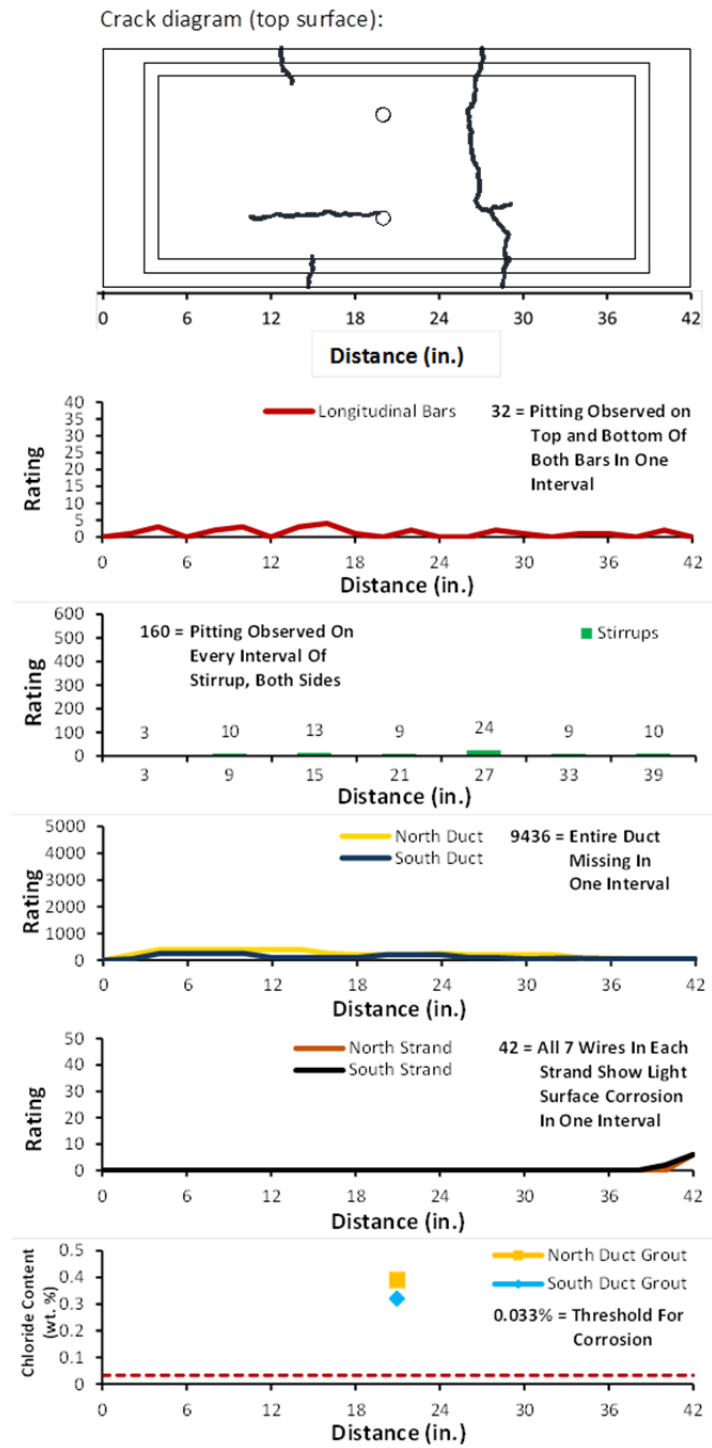 Crack diagram (top surface):
0 6 12 18 24 30 36 42
Distance (in.)
40
35
30
25
20
15
10
5
0
Rating
Longitudinal Bars
32 = Pitting Observed on
Top and Bottom Of
Both Bars In One
Interval
0 6 12 18 24 30 36 42
Distance (in.)
600
500
400
300
200
100
0
Rating
160 = Pitting Observed On
Every Interval Of
Stirrup, Both Sides
Stirrups
3 10 13 9 24 9 10
3 9 15 21 27 33 39
Distance (in.)
5000
4000
3000
2000
1000
0
Rating
North Duct
South Duct
9436 = Entire Duct
Missing In
One Interval
0 6 12 18 24 30 36 42
Distance (in.)
50
40
30
20
10
0
Rating
North Strand
South Strand
42 = All 7 Wires In Each
Strand Show Light
Surface Corrosion
In One Interval
0 6 12 18 24 30 36 42
Distance (in.)
0.5
0.4
0.3
0.2
0.1
0
Chloride Content
(wt. %)
North Duct Grout
South Duct Grout
0.033% = Threshold For
Corrosion
0 6 12 18 24 30 36 42
Distance (in.)